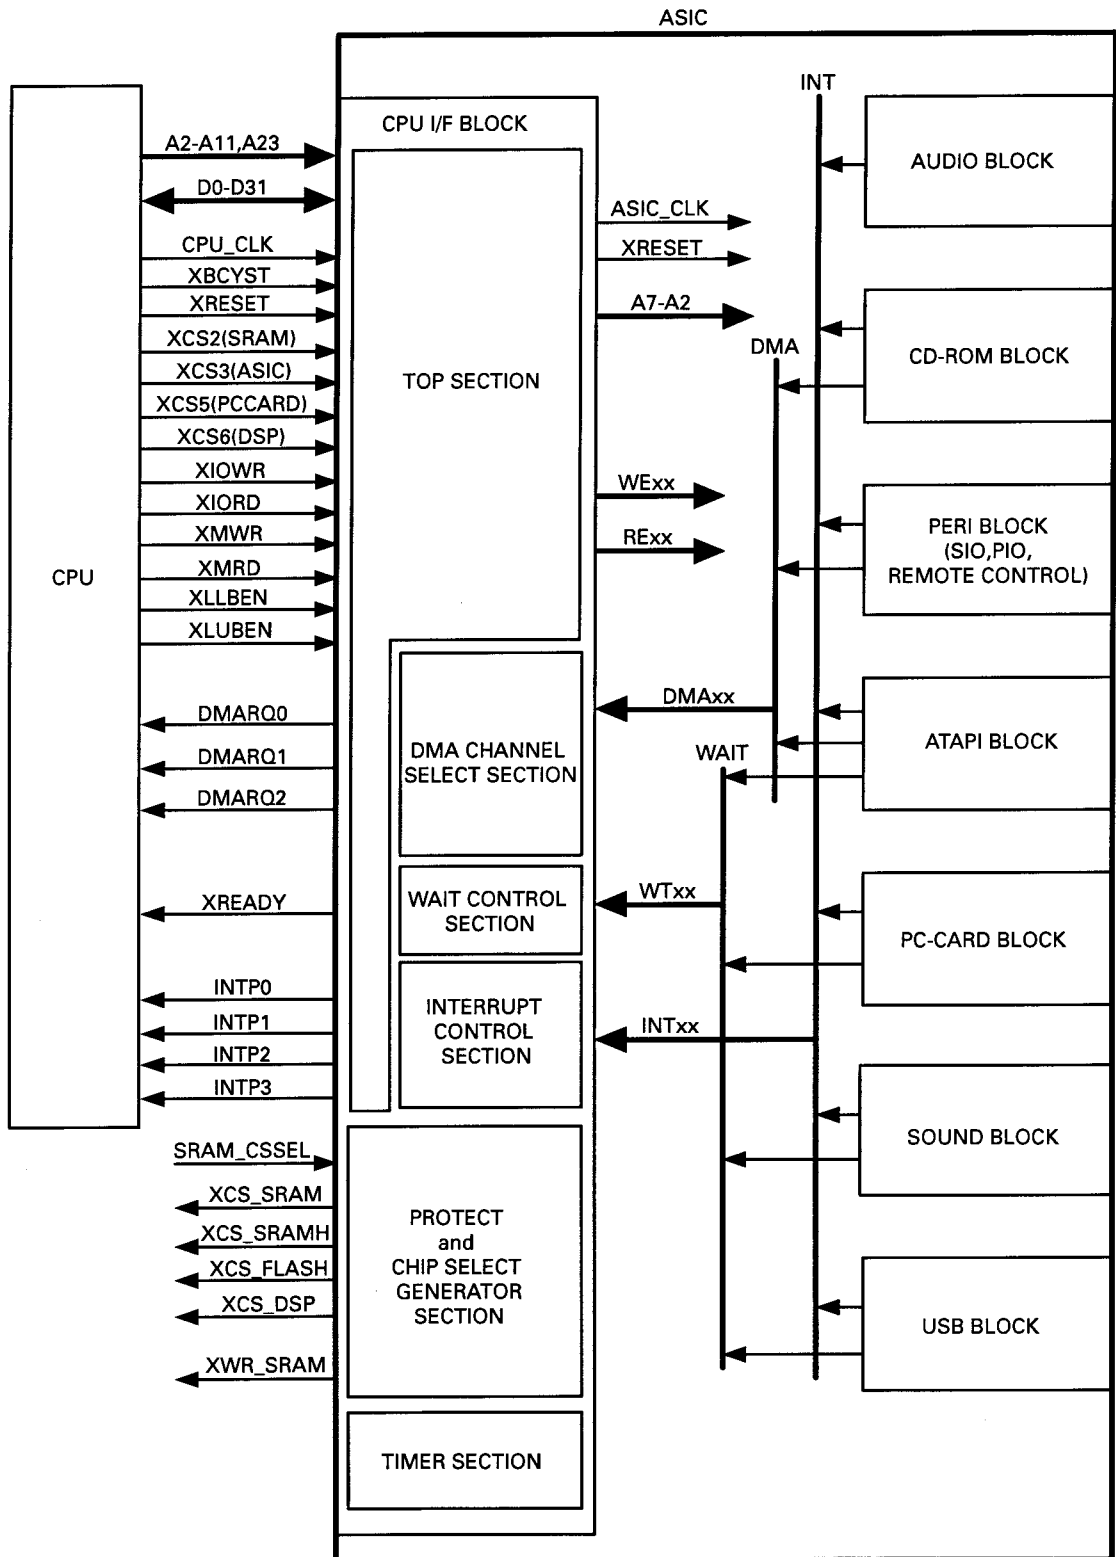 ASIC
INT
CPU I/F BLOCK
AUDIO BLOCK
A2-A11,A23
D0-D31
ASIC_CLK
CPU_CLK
XRESET
XBCYST
XRESET
A7-A2
XCS2(SRAM)
DMA
CD-ROM BLOCK
XCS3(ASIC)
TOP SECTION
XCS5(PCCARD)
XCS6(DSP)
XIOWR
WExx
XIORD
PERI BLOCK
(SIO,PIO,
REMOTE CONTROL)
XMWR
RExx
XMRD
CPU
XLLBEN
XLUBEN
DMAxx
DMARQ0
DMA CHANNEL
SELECT SECTION
WAIT
ATAPI BLOCK
DMARQ1
DMARQ2
XREADY
WAIT CONTROL
SECTION
WTxx
PC-CARD BLOCK
INTP0
INTERRUPT
CONTROL
SECTION
INTxx
INTP1
INTP2
INTP3
SRAM_CSSEL
SOUND BLOCK
XCS_SRAM
PROTECT
and
CHIP SELECT
GENERATOR
SECTION
XCS_SRAMH
XCS_FLASH
XCS_DSP
USB BLOCK
XWR_SRAM
TIMER SECTION